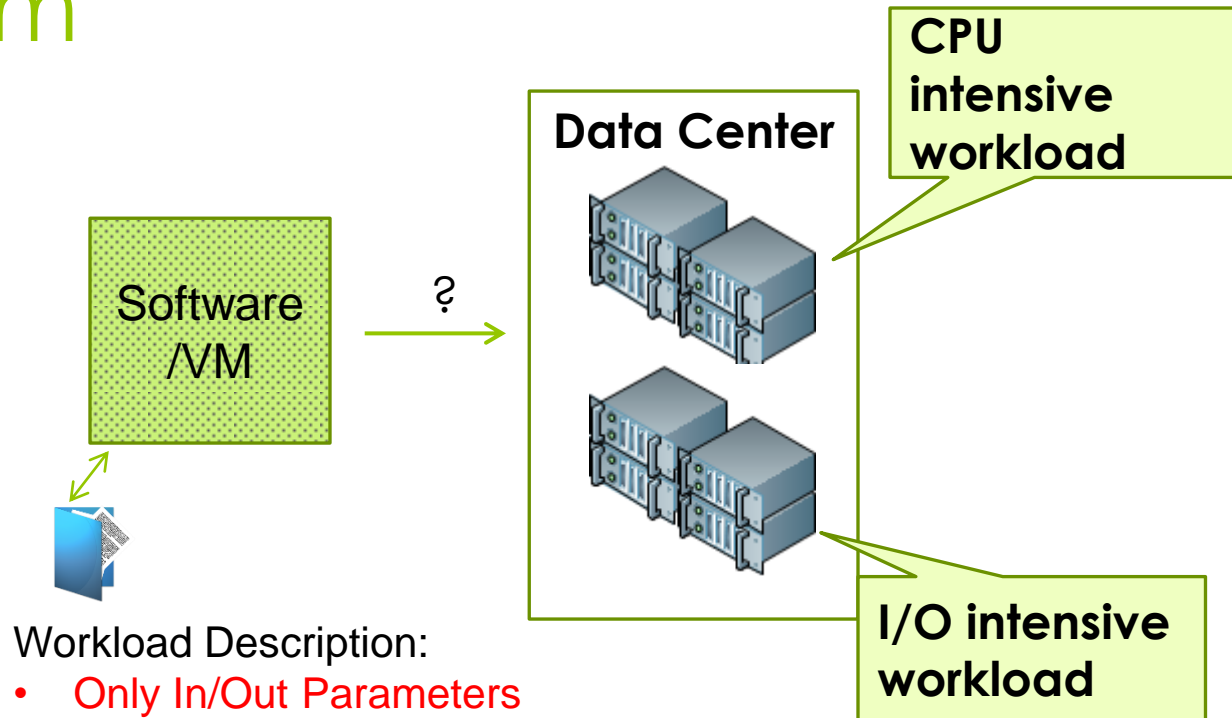 m
CPU
intensive
workload
Data Center
Software
/VM
?
Workload Description:
• Only In/Out Parameters
I/O intensive
workload